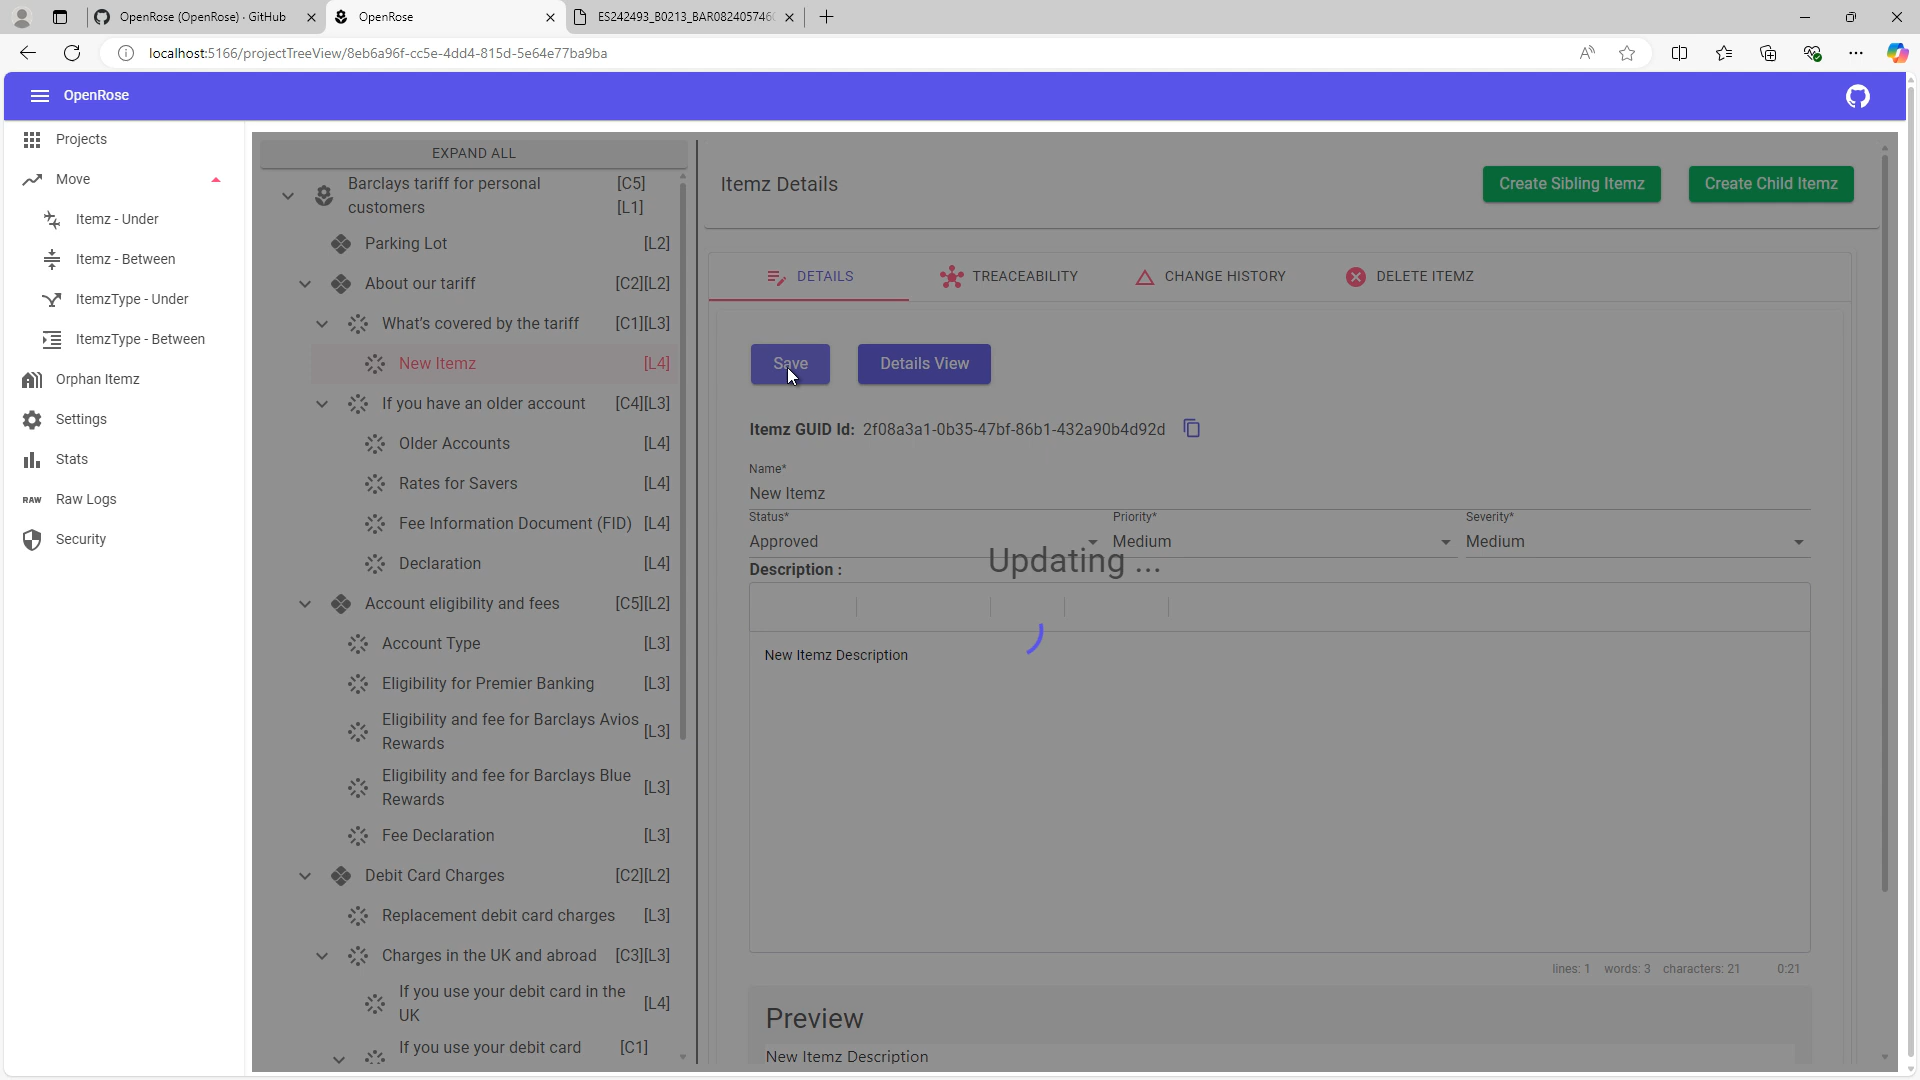 OpenRose (OpenRose) · GitHub
OpenRose
ES242493_B0213_BAR0824057460
localhost:5166/projectTreeView/8eb6a96f-cc5e-4dd4-815d-5e64e77ba9ba
OpenRose
Projects
Move
Itemz - Under
Itemz - Between
ItemzType - Under
ItemzType - Between
Orphan Itemz
Settings
Stats
RAW Raw Logs
Security
EXPAND ALL
Barclays tariff for personal [C5]
customers [L1]
Parking Lot [L2]
About our tariff [C2][L2]
What's covered by the tariff [C1][L3]
New Itemz [L4]
If you have an older account [C4][L3]
Older Accounts [L4]
Rates for Savers [L4]
Fee Information Document (FID) [L4]
Declaration [L4]
Account eligibility and fees [C5][L2]
Account Type [L3]
Eligibility for Premier Banking [L3]
Eligibility and fee for Barclays Avios
Rewards [L3]
Eligibility and fee for Barclays Blue
Rewards [L3]
Fee Declaration [L3]
Debit Card Charges [C2][L2]
Replacement debit card charges [L3]
Charges in the UK and abroad [C3][L3]
If you use your debit card in the
UK [L4]
If you use your debit card [C1]
Itemz Details
Create Sibling Itemz
Create Child Itemz
DETAILS
TRACEABILITY
CHANGE HISTORY
DELETE ITEMZ
Save
Details View
Itemz GUID Id: 2f08a3a1-0b35-47bf-86b1-432a90b4d92d
Name*
New Itemz
Status* Priority* Severity*
Approved Medium Medium
Updating ...
Description :
New Itemz Description
lines: 1 words: 3 characters: 21 0:21
Preview
New Itemz Description